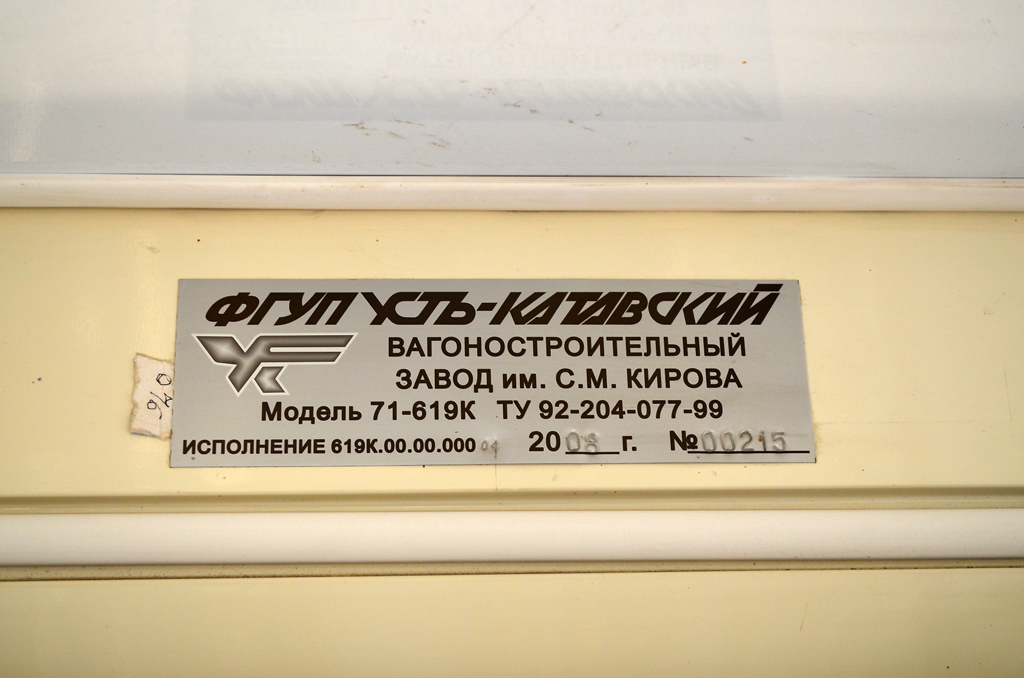 ФГУП УСТЬ-КАТАВСКИЙ
ВАГОНОСТРОИТЕЛЬНЫЙ
ЗАВОД им. С.М. КИРОВА
Модель 71-619К ТУ 92-204-077-99
ИСПОЛНЕНИЕ 619К.00.00.000 04 2008 г. №00215